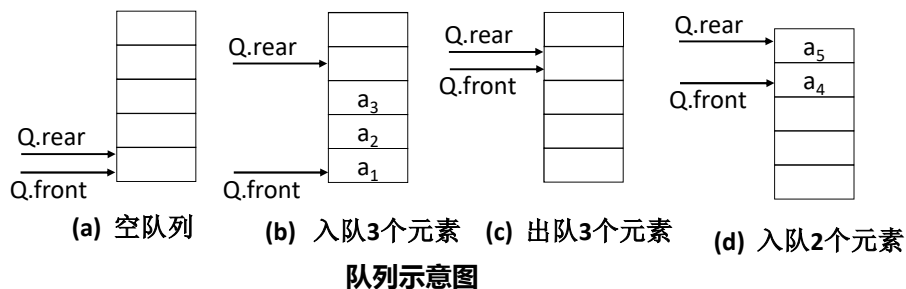 Q.rear
Q.front
(a) 空队列
Q.rear
a₃
a₂
a₁
Q.front
(b) 入队3个元素
Q.rear
Q.front
(c) 出队3个元素
Q.rear
a₅
a₄
Q.front
(d) 入队2个元素
队列示意图